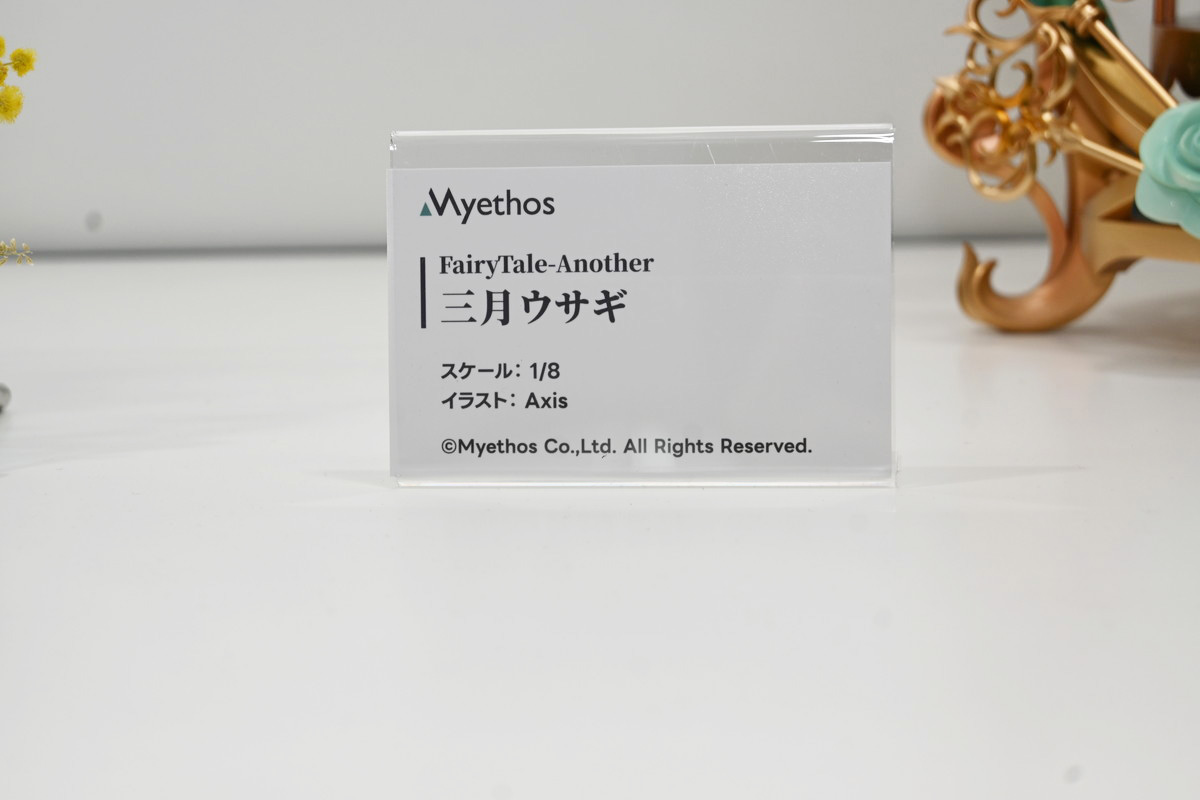 Myethos
FairyTale-Another
三月ウサギ
スケール: 1/8
イラスト: Axis
©Myethos Co.,Ltd. All Rights Reserved.